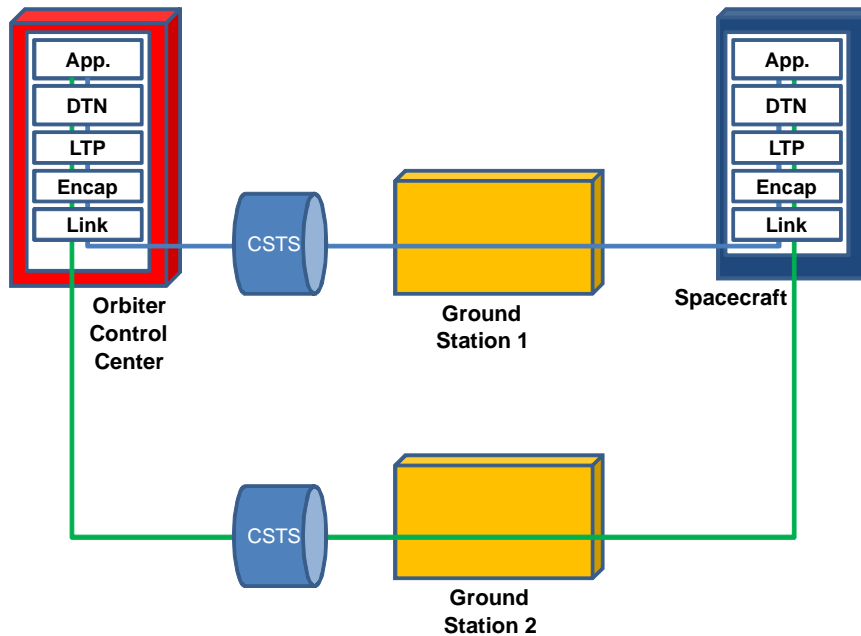 App.
DTN
LTP
Encap
Link
Orbiter
Control
Center
CSTS
Ground
Station 1
App.
DTN
LTP
Encap
Link
Spacecraft
CSTS
Ground
Station 2